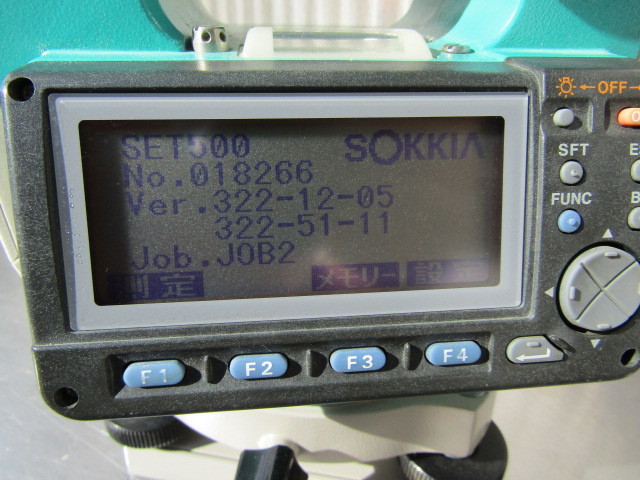 SET500 SOKKIA
No.018266
Ver.322-12-05
322-51-11
Job.JOB2
測定 メモリー 設定
F1 F2 F3 F4
←OFF→
SFT
FUNC